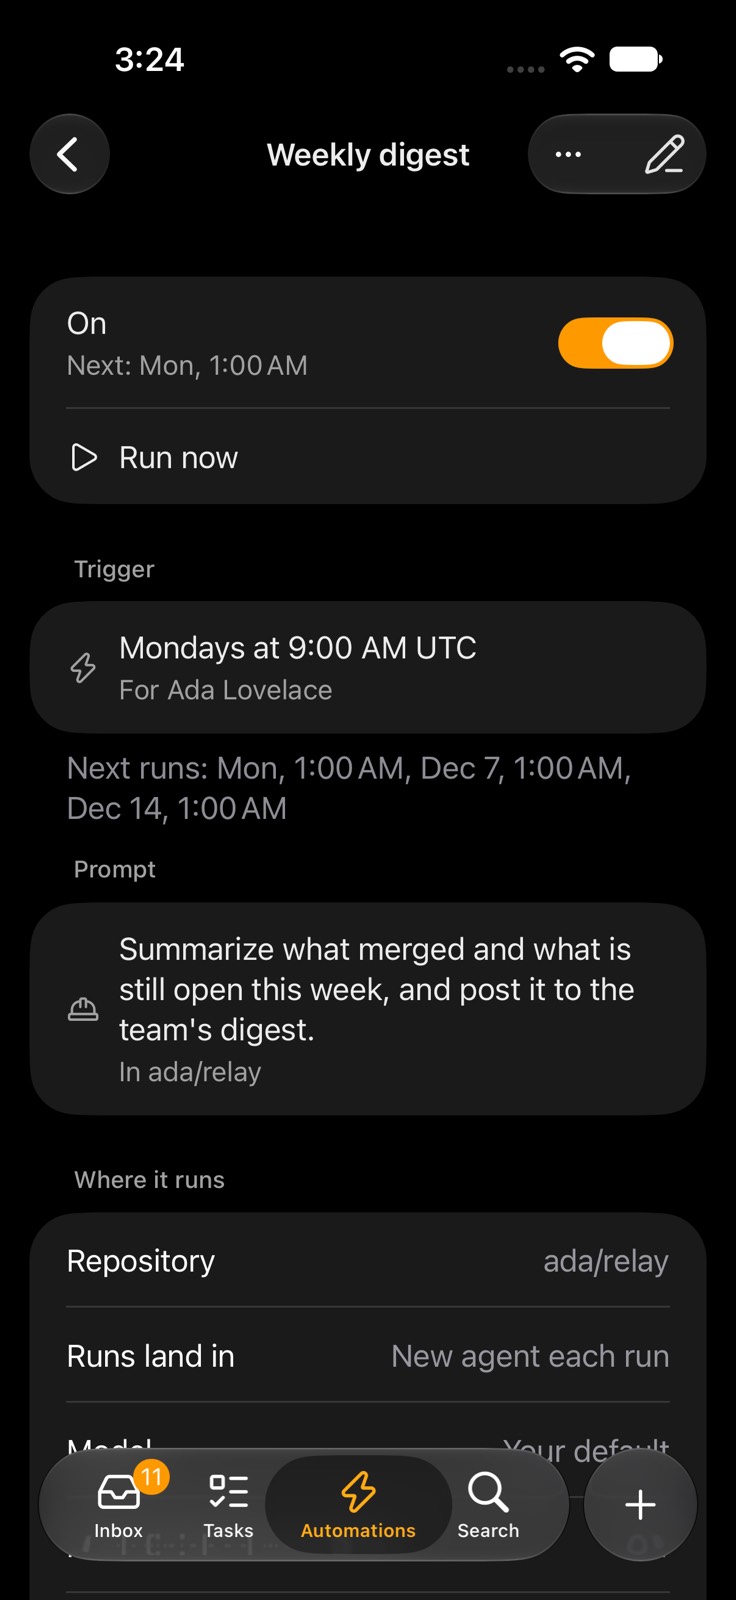 3:24
Weekly digest
On
Next: Mon, 1:00 AM
Run now
Trigger
Mondays at 9:00 AM UTC
For Ada Lovelace
Next runs: Mon, 1:00 AM, Dec 7, 1:00 AM,
Dec 14, 1:00 AM
Prompt
Summarize what merged and what is
still open this week, and post it to the
team's digest.
In ada/relay
Where it runs
Repository ada/relay
Runs land in New agent each run
Model Your default
11
Inbox Tasks Automations Search